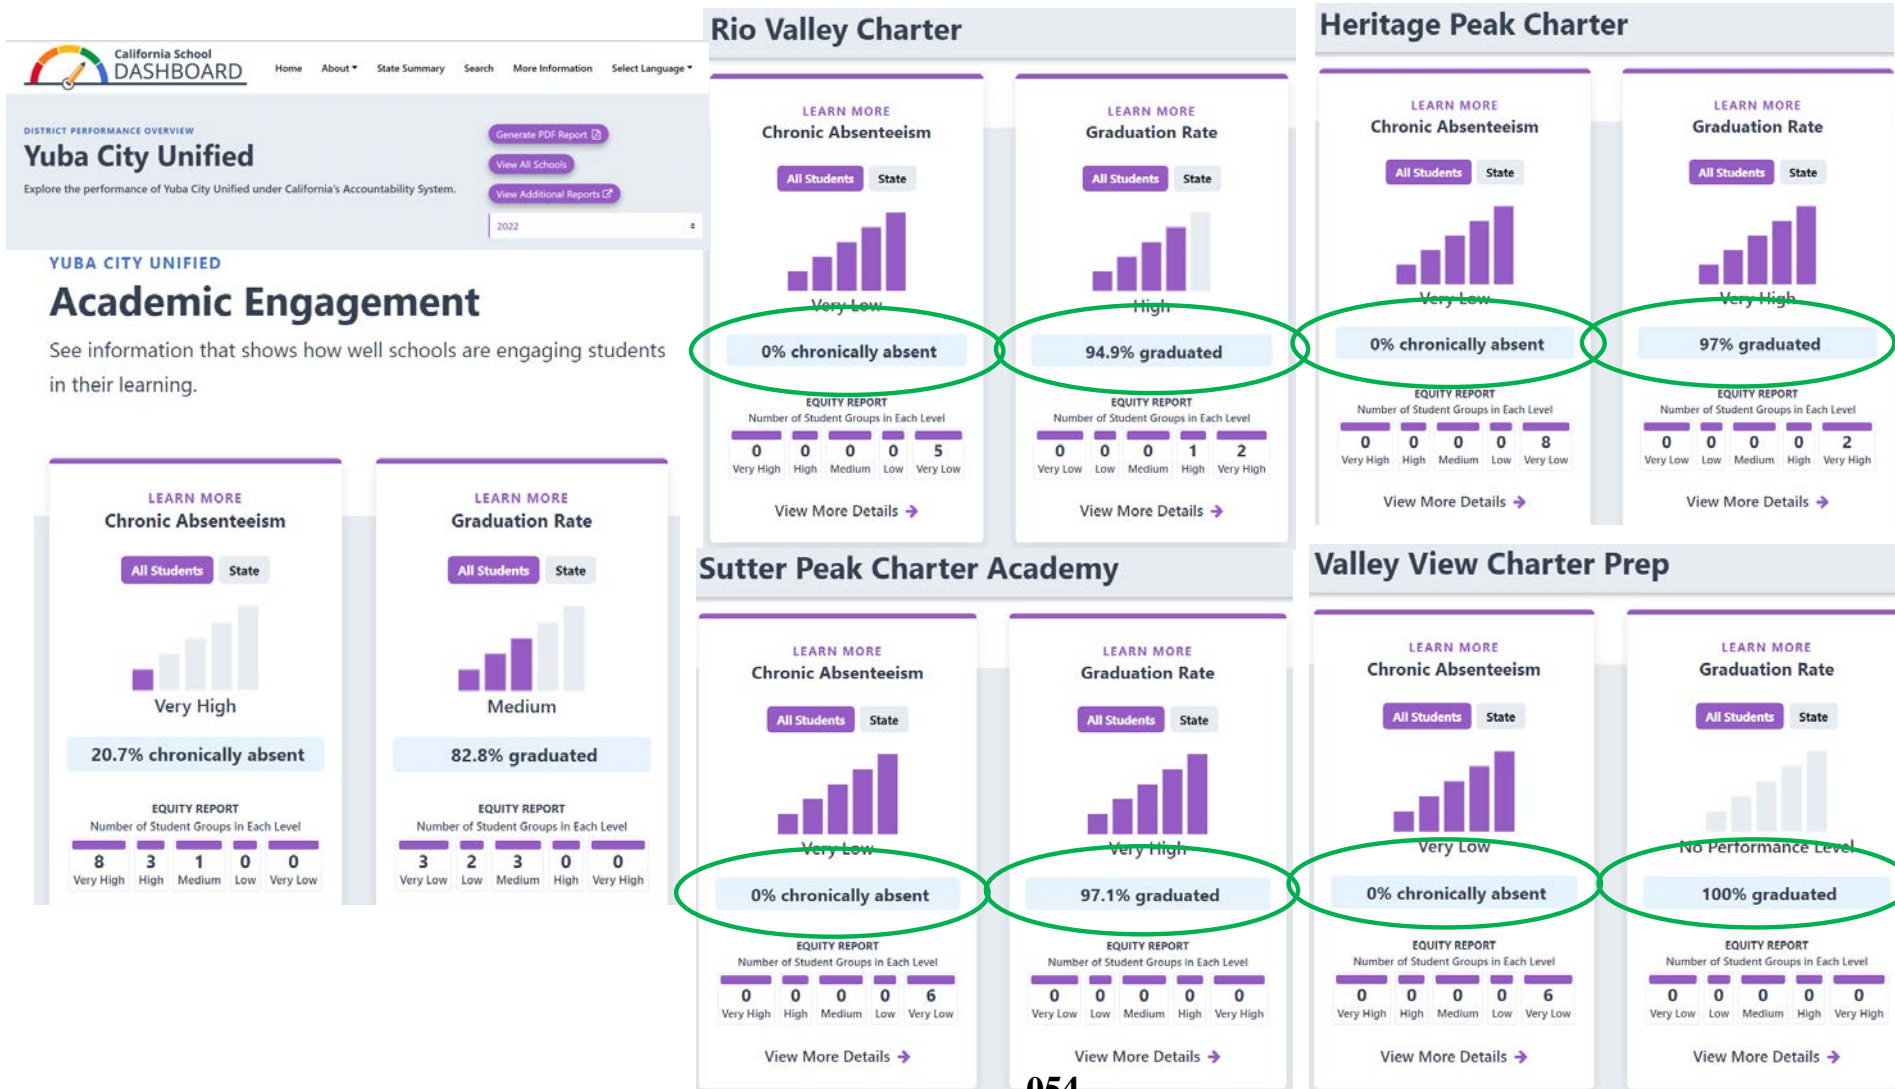 California School
DASHBOARD
Home About State Summary Search More Information Select Language
DISTRICT PERFORMANCE OVERVIEW
Yuba City Unified
Explore the performance of Yuba City Unified under California's Accountability System.
Generate PDF Report
View All Schools
View Additional Reports
2022
YUBA CITY UNIFIED
Academic Engagement
See information that shows how well schools are engaging students
in their learning.
LEARN MORE
Chronic Absenteeism
All Students State
Very High
20.7% chronically absent
EQUITY REPORT
Number of Student Groups in Each Level
8 3 1 0 0
Very High High Medium Low Very Low
LEARN MORE
Graduation Rate
All Students State
Medium
82.8% graduated
EQUITY REPORT
Number of Student Groups in Each Level
3 2 3 0 0
Very Low Low Medium High Very High
Rio Valley Charter
LEARN MORE
Chronic Absenteeism
All Students State
Very Low
0% chronically absent
EQUITY REPORT
Number of Student Groups in Each Level
0 0 0 0 5
Very High High Medium Low Very Low
View More Details
LEARN MORE
Graduation Rate
All Students State
High
94.9% graduated
EQUITY REPORT
Number of Student Groups in Each Level
0 0 0 1 2
Very Low Low Medium High Very High
View More Details
Heritage Peak Charter
LEARN MORE
Chronic Absenteeism
All Students State
Very Low
0% chronically absent
EQUITY REPORT
Number of Student Groups in Each Level
0 0 0 0 8
Very High High Medium Low Very Low
View More Details
LEARN MORE
Graduation Rate
All Students State
Very High
97% graduated
EQUITY REPORT
Number of Student Groups in Each Level
0 0 0 0 2
Very Low Low Medium High Very High
View More Details
Sutter Peak Charter Academy
LEARN MORE
Chronic Absenteeism
All Students State
Very Low
0% chronically absent
EQUITY REPORT
Number of Student Groups in Each Level
0 0 0 0 6
Very High High Medium Low Very Low
View More Details
LEARN MORE
Graduation Rate
All Students State
Very High
97.1% graduated
EQUITY REPORT
Number of Student Groups in Each Level
0 0 0 0 0
Very Low Low Medium High Very High
View More Details
Valley View Charter Prep
LEARN MORE
Chronic Absenteeism
All Students State
Very Low
0% chronically absent
EQUITY REPORT
Number of Student Groups in Each Level
0 0 0 0 6
Very High High Medium Low Very Low
View More Details
LEARN MORE
Graduation Rate
All Students State
No Performance Level
100% graduated
EQUITY REPORT
Number of Student Groups in Each Level
0 0 0 0 0
Very Low Low Medium High Very High
View More Details
054